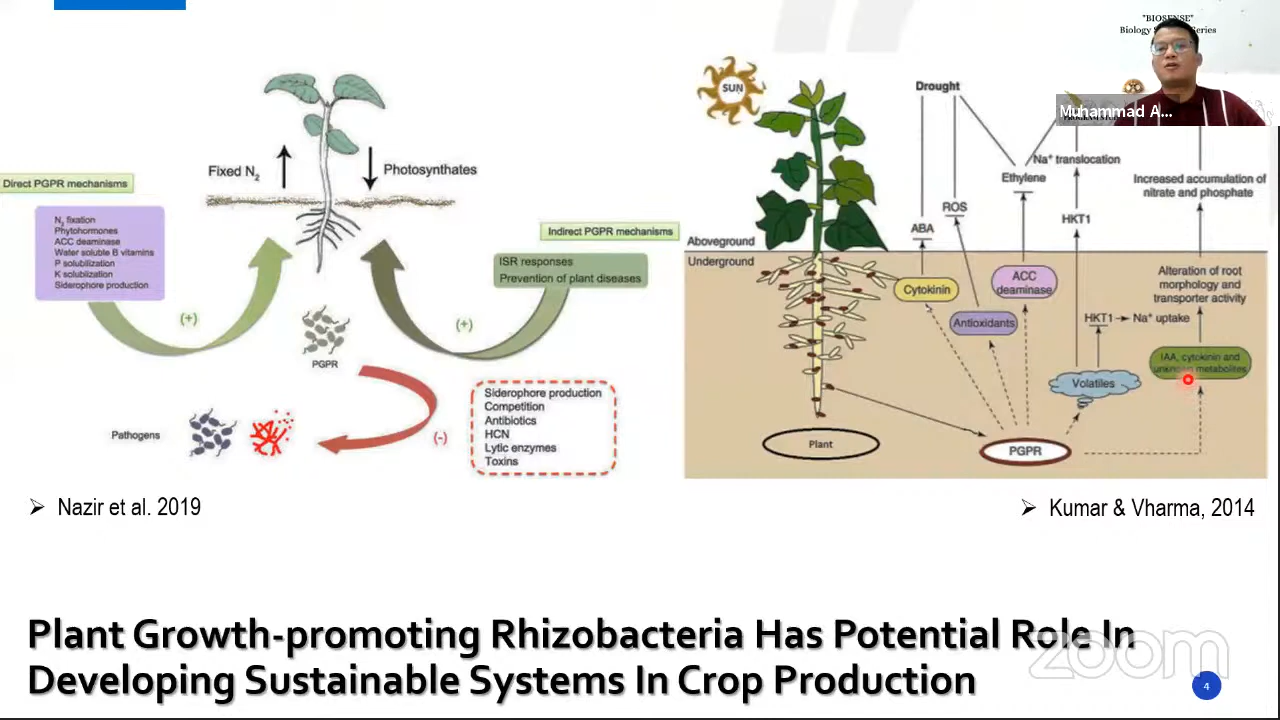 "BIOSENSE"
Muhammad A...
Fixed N2
Photosynthates
Direct PGPR mechanisms
N2 fixation
Phytohormones
ACC deaminase
Water soluble B vitamins
P solubilization
K soulblization
Siderophore production
(+)
Indirect PGPR mechanisms
ISR responses
Prevention of plant diseases
(+)
PGPR
Pathogens
(-)
Siderophore production
Competition
Antibiotics
HCN
Lytic enzymes
Toxins
➢ Nazir et al. 2019
SUN
Drought
Na+ translocation
Ethylene
Increased accumulation of
nitrate and phosphate
ROS
HKT1
ABA
Aboveground
Underground
Cytokinin
ACC
deaminase
Alteration of root
morphology and
transporter activity
Antioxidants
HKT1 → Na+ uptake
IAA, cytokinin and
unknown metabolites
Volatiles
Plant
PGPR
➢ Kumar & Vharma, 2014
Plant Growth-promoting Rhizobacteria Has Potential Role In
Developing Sustainable Systems In Crop Production
zoom
4